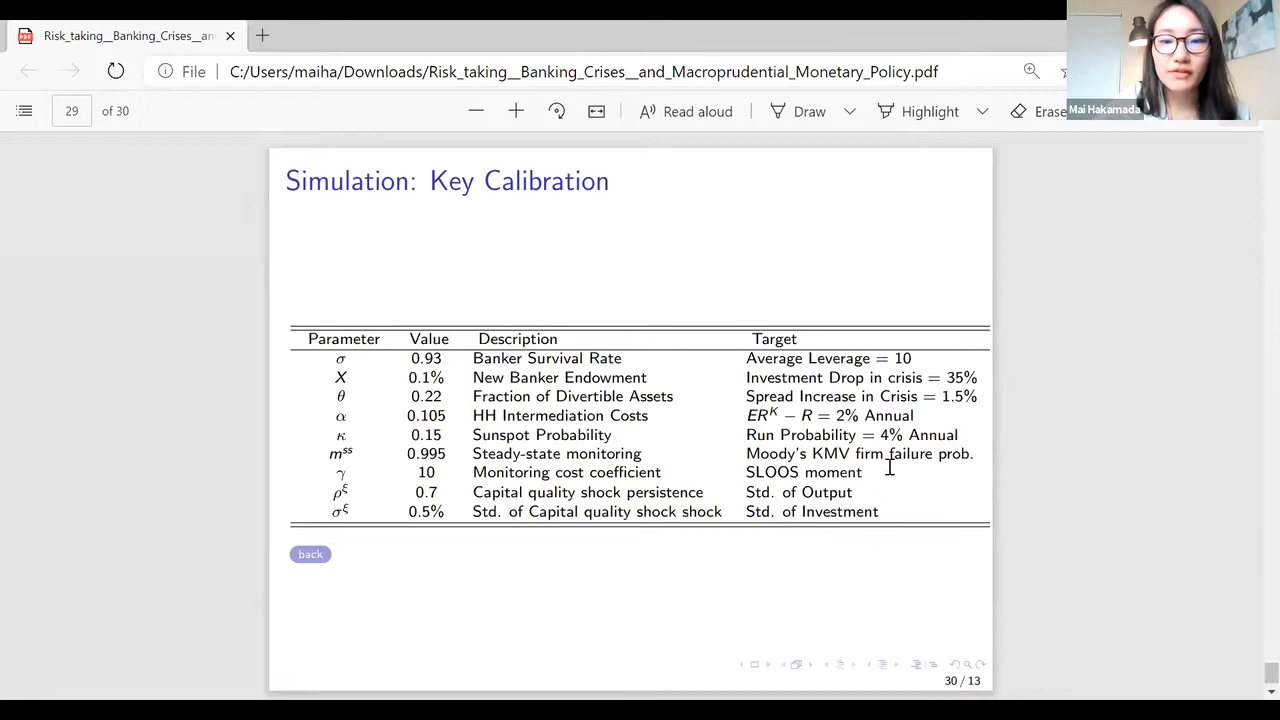 Risk_taking__Banking_Crises__an
File
C:/Users/maiha/Downloads/Risk_taking__Banking_Crises__and_Macroprudential_Monetary_Policy.pdf
29 of 30
Read aloud
Draw
Highlight
Erase
Mai Hakamada
Simulation: Key Calibration
Parameter Value Description Target
σ 0.93 Banker Survival Rate Average Leverage = 10
X 0.1% New Banker Endowment Investment Drop in crisis = 35%
θ 0.22 Fraction of Divertible Assets Spread Increase in Crisis = 1.5%
α 0.105 HH Intermediation Costs ER^K − R = 2% Annual
κ 0.15 Sunspot Probability Run Probability = 4% Annual
m^ss 0.995 Steady-state monitoring Moody's KMV firm failure prob.
γ 10 Monitoring cost coefficient SLOOS moment
ρ^ξ 0.7 Capital quality shock persistence Std. of Output
σ^ξ 0.5% Std. of Capital quality shock shock Std. of Investment
back
30 / 13